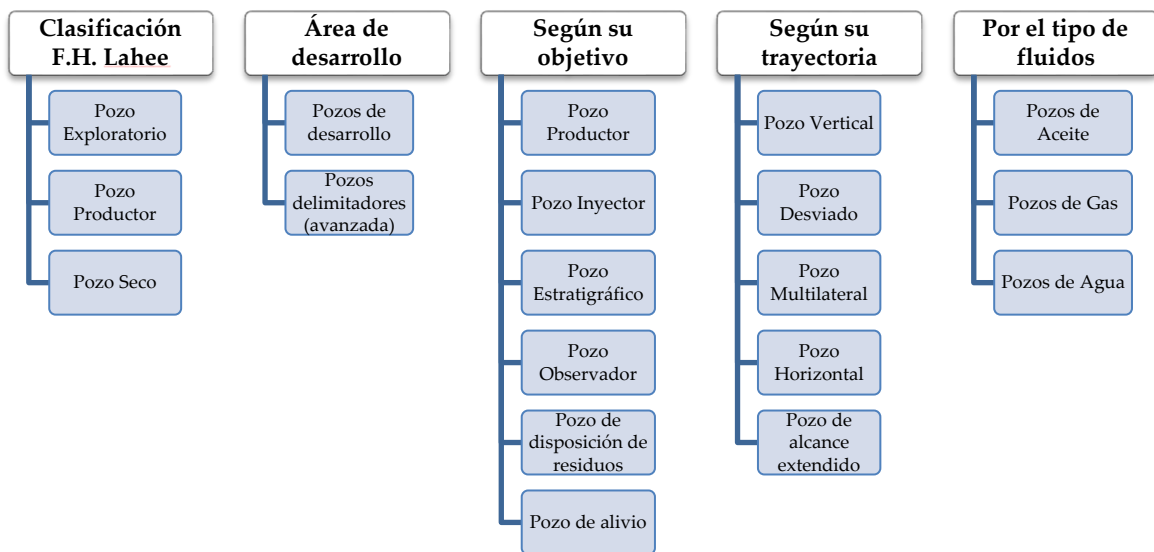 Clasificación
F.H. Lahee
Pozo
Exploratorio
Pozo
Productor
Pozo Seco
Área de
desarrollo
Pozos de
desarrollo
Pozos
delimitadores
(avanzada)
Según su
objetivo
Pozo
Productor
Pozo Inyector
Pozo
Estratigráfico
Pozo
Observador
Pozo de
disposición de
residuos
Pozo de alivio
Según su
trayectoria
Pozo Vertical
Pozo
Desviado
Pozo
Multilateral
Pozo
Horizontal
Pozo de
alcance
extendido
Por el tipo de
fluidos
Pozos de
Aceite
Pozos de Gas
Pozos de Agua